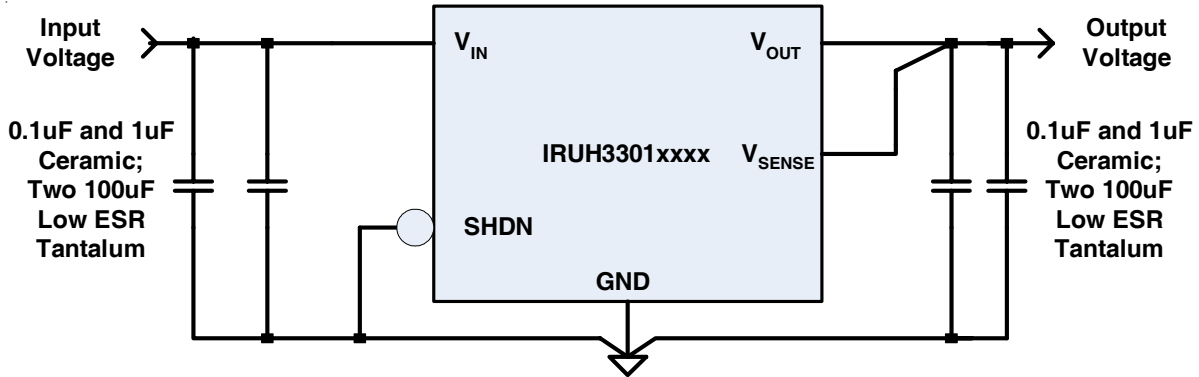 Input
Voltage
V_IN
V_OUT
Output
Voltage
0.1uF and 1uF
Ceramic;
Two 100uF
Low ESR
Tantalum
IRUH3301xxxx
V_SENSE
0.1uF and 1uF
Ceramic;
Two 100uF
Low ESR
Tantalum
SHDN
GND